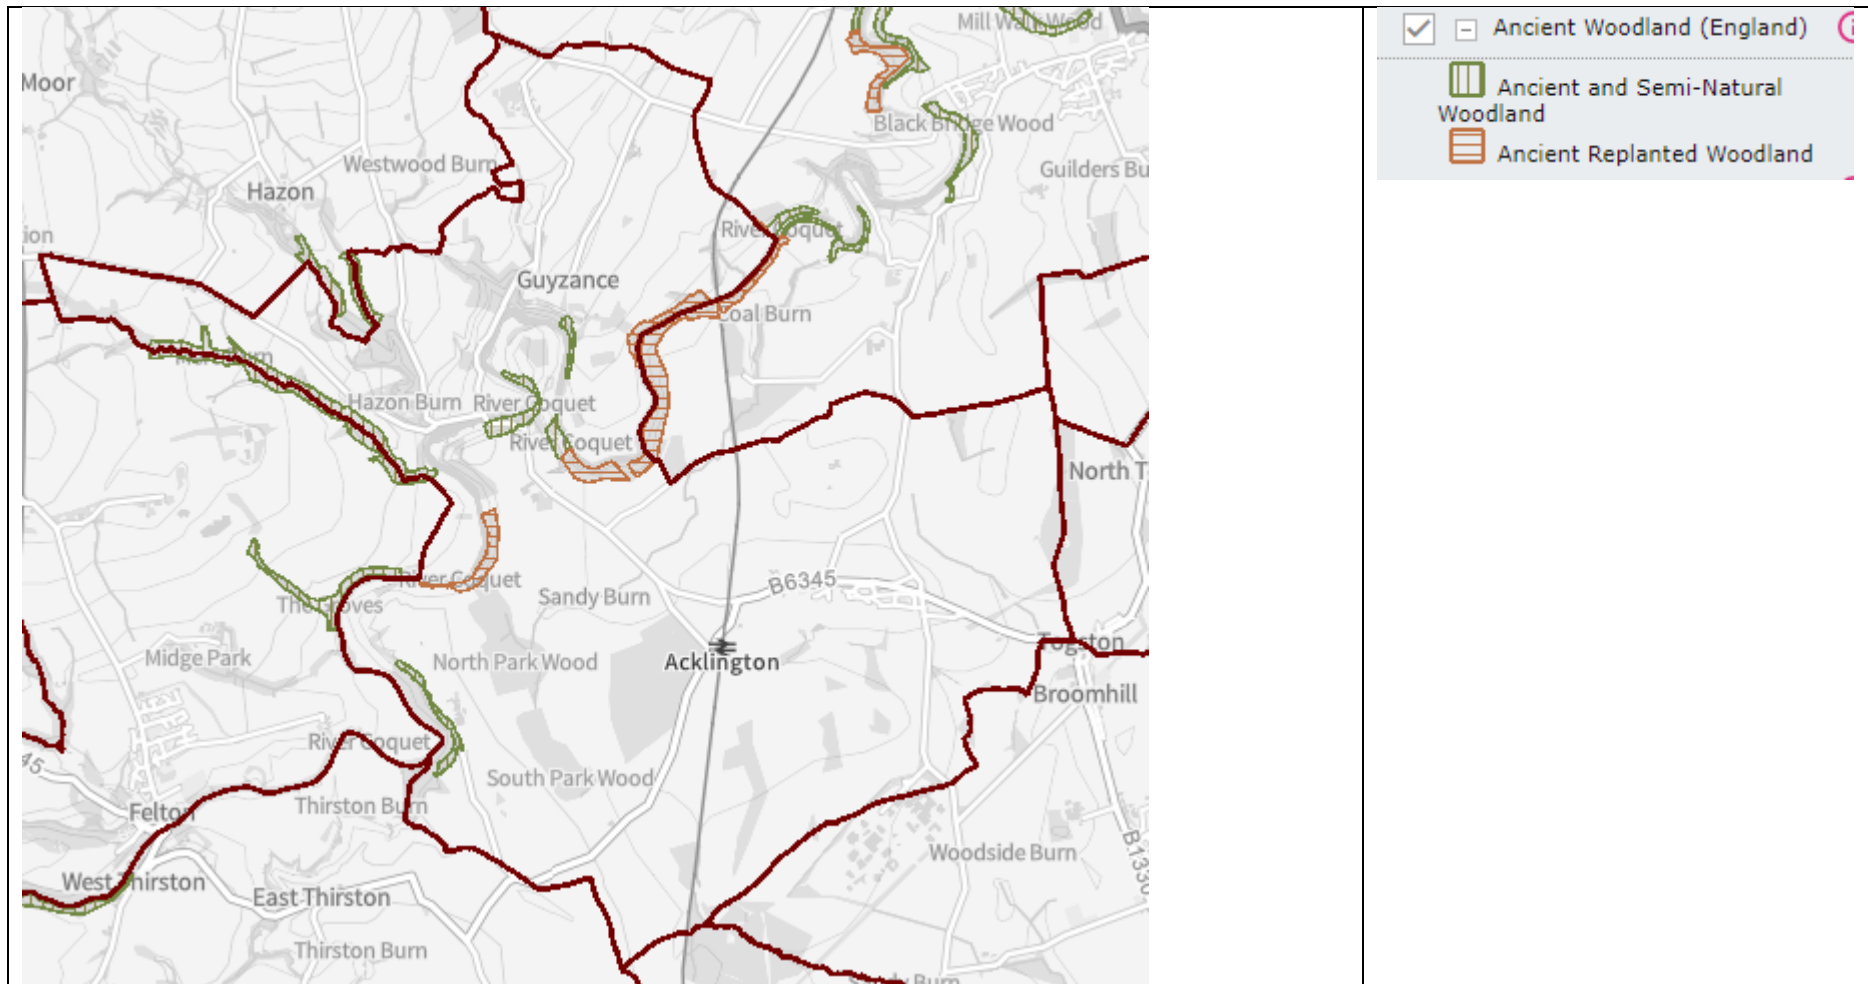 Mill Walk Wood
Moor
Black Bridge Wood
Westwood Burn
Guilders Bu
Hazon
ion
River Coquet
Guyzance
Coal Burn
Hazon Burn
River Coquet
River Coquet
North T
River Coquet
B6345
Sandy Burn
The Groves
Togston
Midge Park
North Park Wood
Acklington
Broomhill
River Coquet
45
South Park Wood
Thirston Burn
Felton
B1330
Woodside Burn
West Thirston
East Thirston
Thirston Burn
Burn
Ancient Woodland (England)
Ancient and Semi-Natural
Woodland
Ancient Replanted Woodland